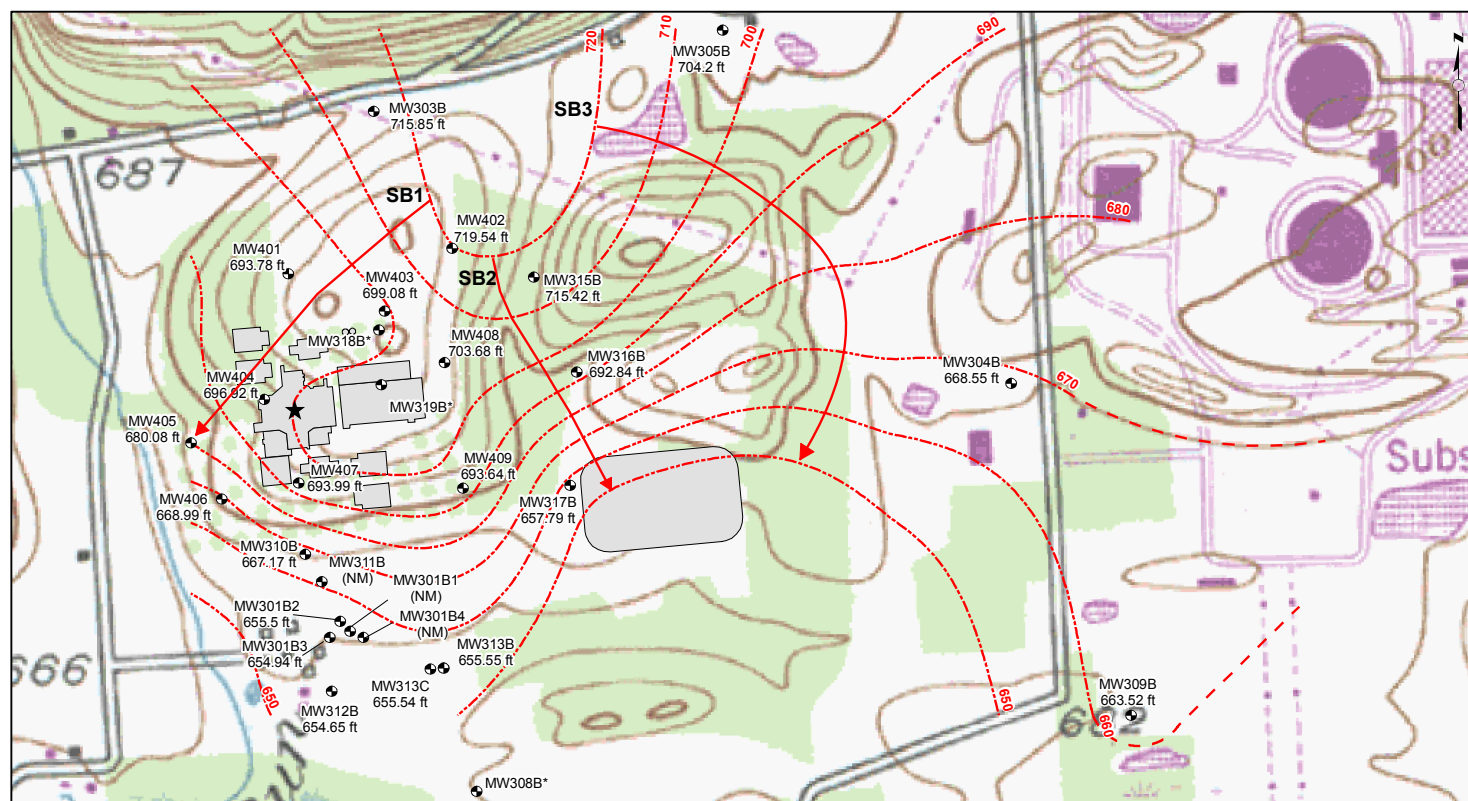 690
700
710
720
N
MW305B
704.2 ft
SB3
MW303B
715.85 ft
687
SB1
680
MW402
719.54 ft
MW401
693.78 ft
SB2
MW403
699.08 ft
MW315B
715.42 ft
MW318B*
MW408
703.68 ft
MW316B
692.84 ft
MW304B
668.55 ft
670
MW404
696.92 ft
MW319B*
MW405
680.08 ft
Subs
MW407
693.99 ft
MW409
693.64 ft
MW406
668.99 ft
MW317B
657.79 ft
MW310B
667.17 ft
MW311B
(NM)
MW301B1
(NM)
MW301B2
655.5 ft
MW301B4
(NM)
MW301B3
654.94 ft
MW313B
655.55 ft
666
650
MW313C
655.54 ft
650
MW309B
663.52 ft
MW312B
654.65 ft
660
un
MW308B*